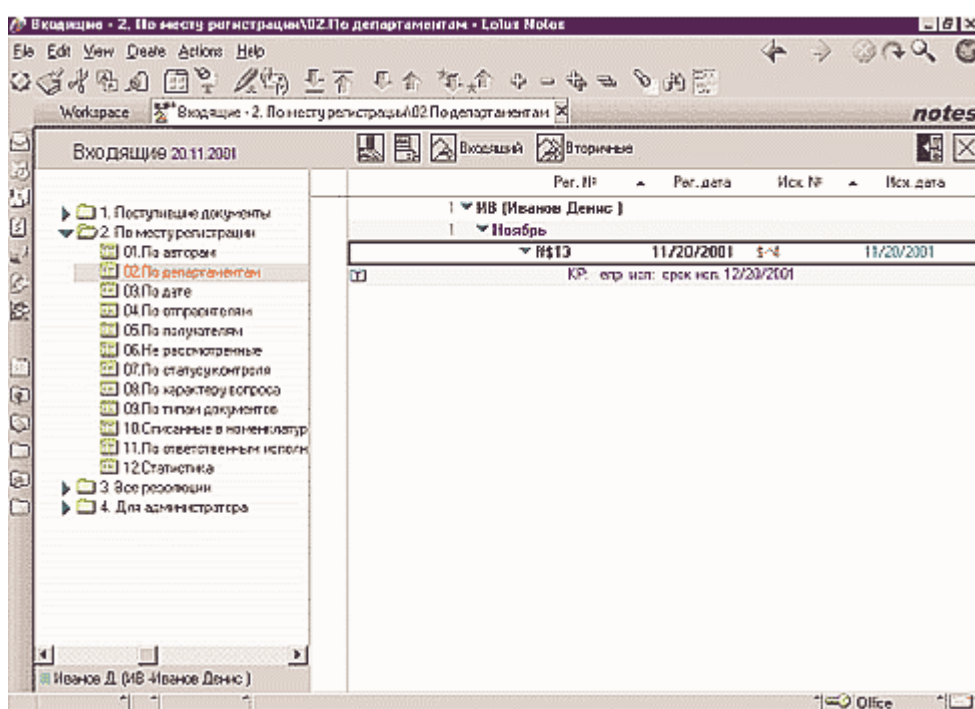 Входящие - 2. По месту регистрации\02.По департаментам - Lotus Notes
File Edit View Create Actions Help
Workspace Входящие - 2. По месту регистрации\02.По департаментам notes
Входящие 20.11.2001 Входящий Вторичные
Рег. № Рег. дата Исх. № Исх. дата
1. Поступившие документы
2. По месту регистрации
01.По авторам
02.По департаментам
03.По дате
04.По отправителям
05.По получателям
06.Не рассмотренные
07.По статусу контроля
08.По характеру вопроса
09.По типам документов
10.Списанные в номенклатур
11.По ответственным исполн
12.Статистика
3. Все резолюции
4. Для администратора
1 ИВ (Иванов Денис )
1 Ноябрь
11/20/2001 11/20/2001
КР: исп: срок исп. 12/20/2001
Иванов Д. (ИВ -Иванов Денис )
Office